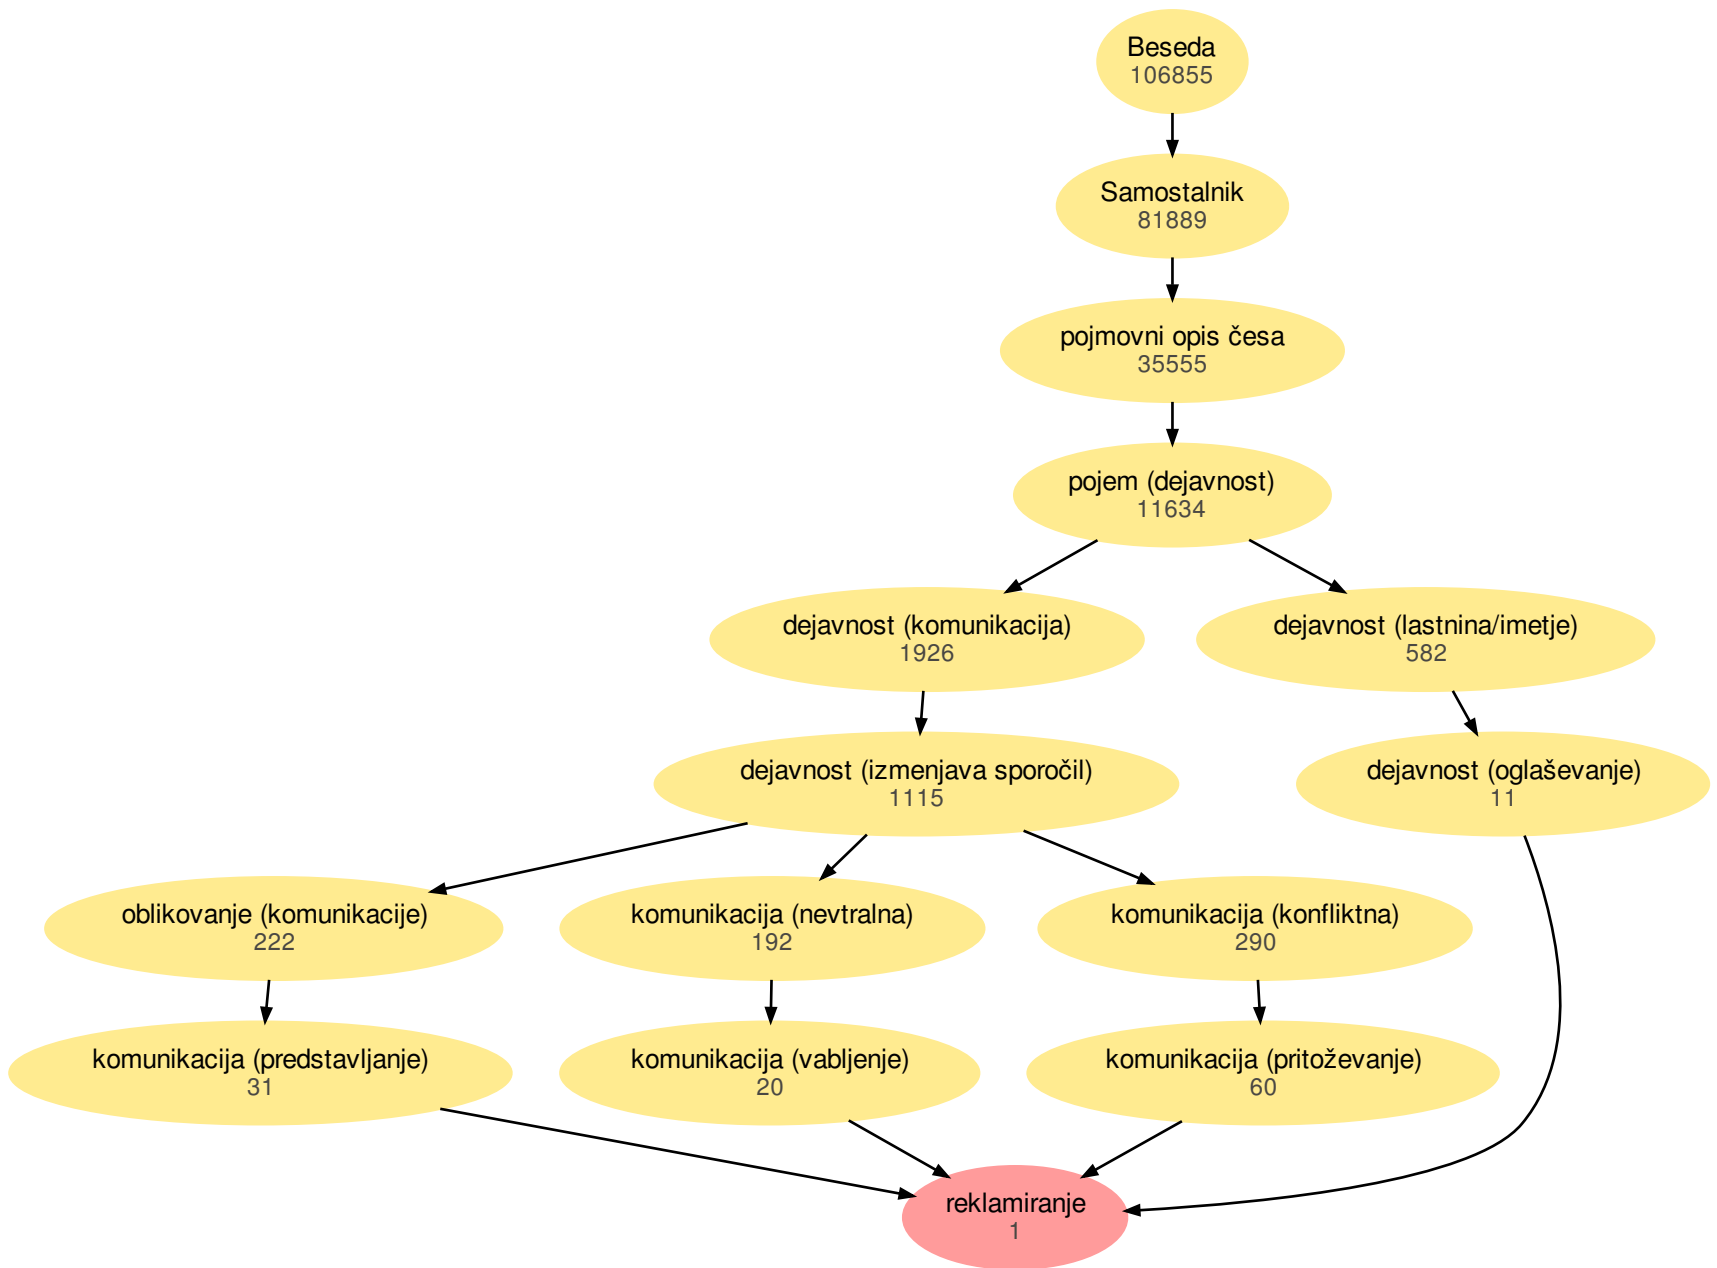 Beseda
106855
Samostalnik
81889
pojmovni opis česa
35555
pojem (dejavnost)
11634
dejavnost (komunikacija)
1926
dejavnost (lastnina/imetje)
582
dejavnost (izmenjava sporočil)
1115
dejavnost (oglaševanje)
11
oblikovanje (komunikacije)
222
komunikacija (nevtralna)
192
komunikacija (konfliktna)
290
komunikacija (predstavljanje)
31
komunikacija (vabljenje)
20
komunikacija (pritoževanje)
60
reklamiranje
1